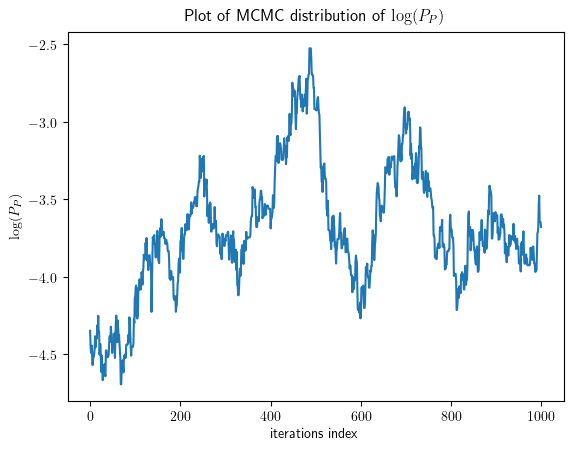 Plot of MCMC distribution of log(P_P)
−2.5
−3.0
−3.5
−4.0
−4.5
log(P_P)
0 200 400 600 800 1000
iterations index